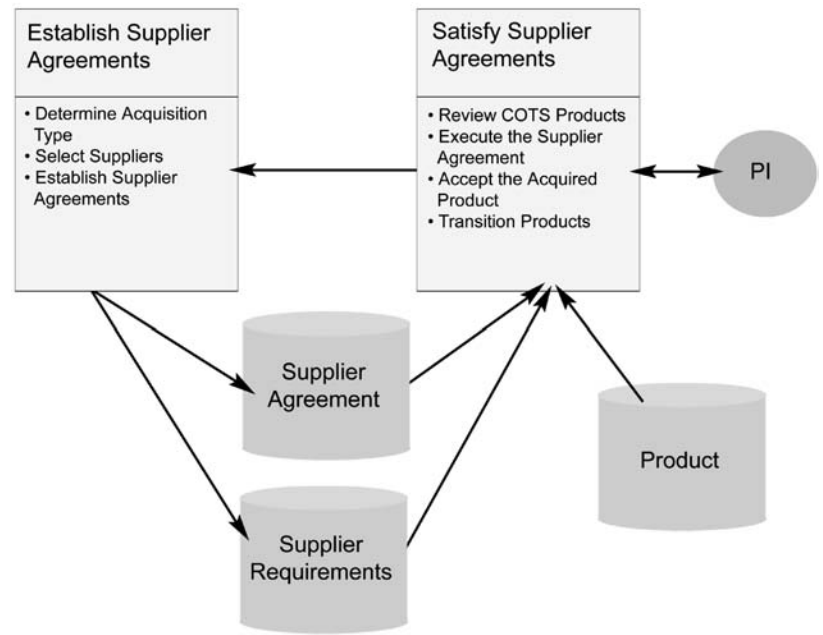 Establish Supplier
Agreements
• Determine Acquisition
Type
• Select Suppliers
• Establish Supplier
Agreements
Satisfy Supplier
Agreements
• Review COTS Products
• Execute the Supplier
Agreement
• Accept the Acquired
Product
• Transition Products
PI
Supplier
Agreement
Product
Supplier
Requirements